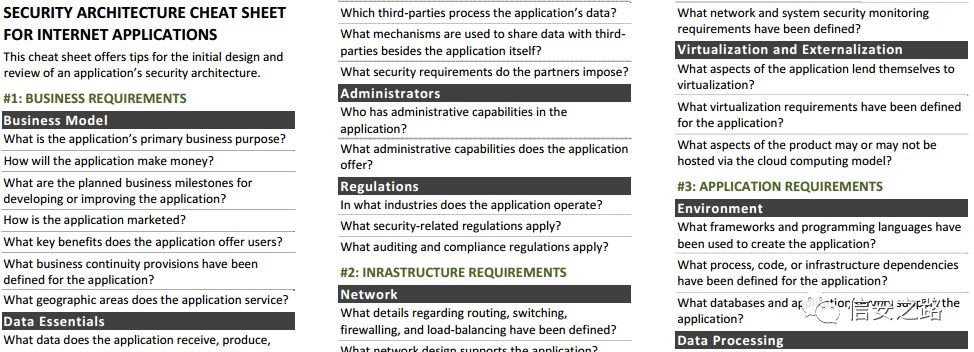 SECURITY ARCHITECTURE CHEAT SHEET
FOR INTERNET APPLICATIONS
This cheat sheet offers tips for the initial design and
review of an application's security architecture.
#1: BUSINESS REQUIREMENTS
Business Model
What is the application's primary business purpose?
How will the application make money?
What are the planned business milestones for
developing or improving the application?
How is the application marketed?
What key benefits does the application offer users?
What business continuity provisions have been
defined for the application?
What geographic areas does the application service?
Data Essentials
What data does the application receive, produce,
Which third-parties process the application's data?
What mechanisms are used to share data with third-
parties besides the application itself?
What security requirements do the partners impose?
Administrators
Who has administrative capabilities in the
application?
What administrative capabilities does the application
offer?
Regulations
In what industries does the application operate?
What security-related regulations apply?
What auditing and compliance regulations apply?
#2: INRASTRUCTURE REQUIREMENTS
Network
What details regarding routing, switching,
firewalling, and load-balancing have been defined?
What network design supports the application?
What network and system security monitoring
requirements have been defined?
Virtualization and Externalization
What aspects of the application lend themselves to
virtualization?
What virtualization requirements have been defined
for the application?
What aspects of the product may or may not be
hosted via the cloud computing model?
#3: APPLICATION REQUIREMENTS
Environment
What frameworks and programming languages have
been used to create the application?
What process, code, or infrastructure dependencies
have been defined for the application?
What databases and the
application?
信安之路
Data Processing